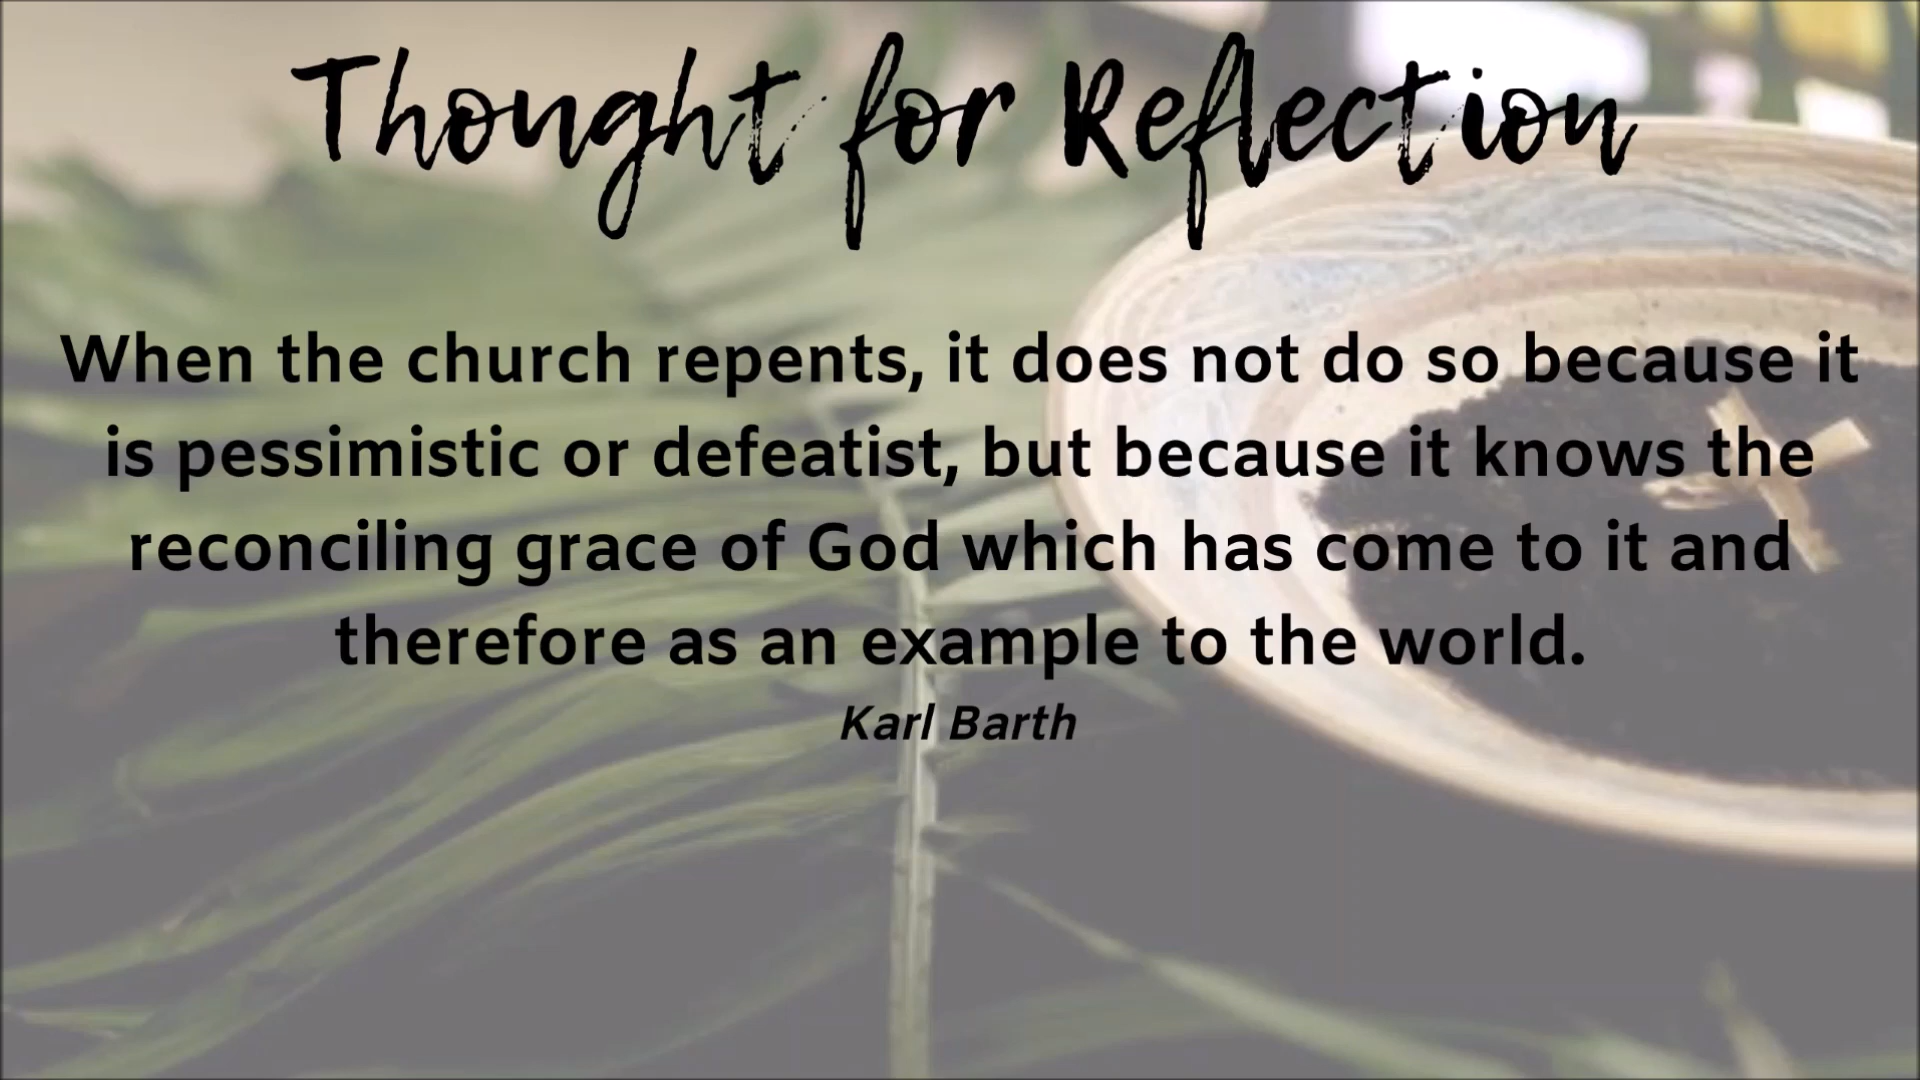 Thought for Reflection
When the church repents, it does not do so because it
is pessimistic or defeatist, but because it knows the
reconciling grace of God which has come to it and
therefore as an example to the world.
Karl Barth